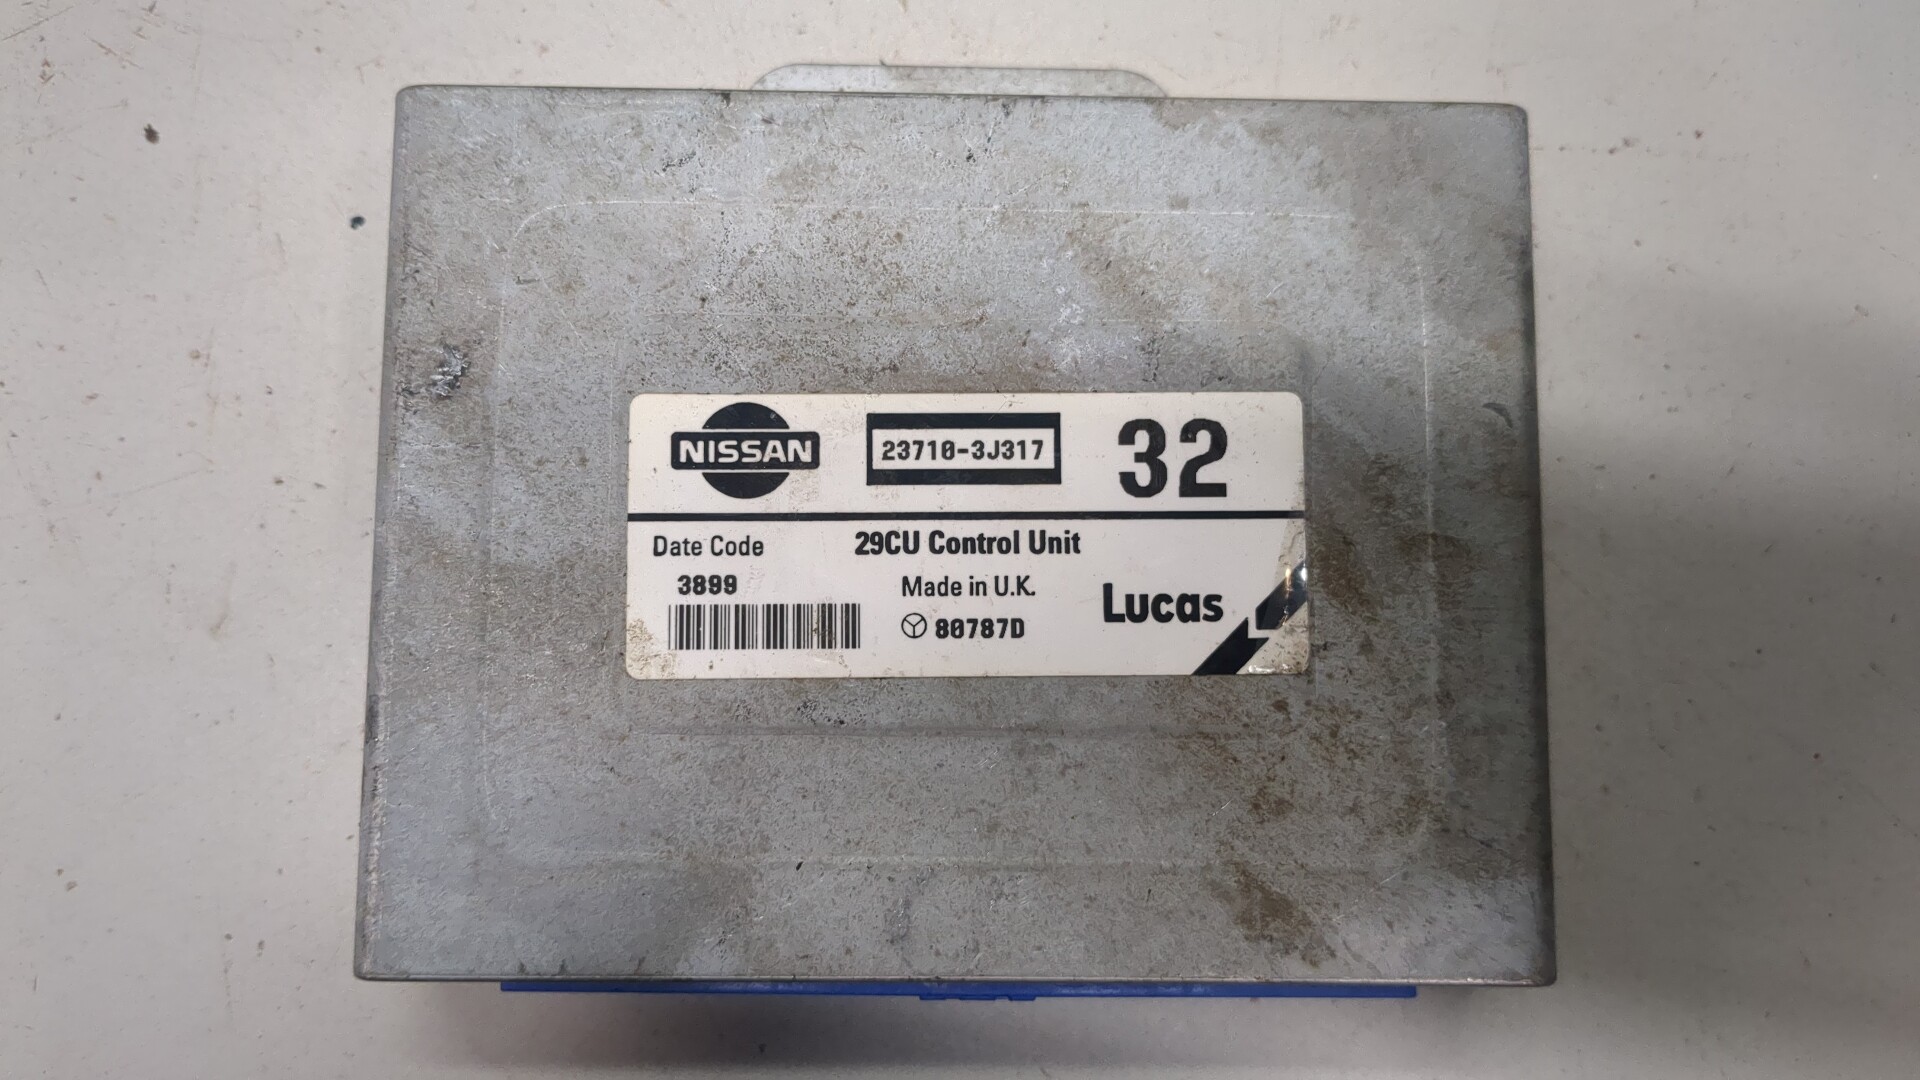 NISSAN
23710-3J317
32
Date Code
29CU Control Unit
3899
Made in U.K.
Lucas
80787D